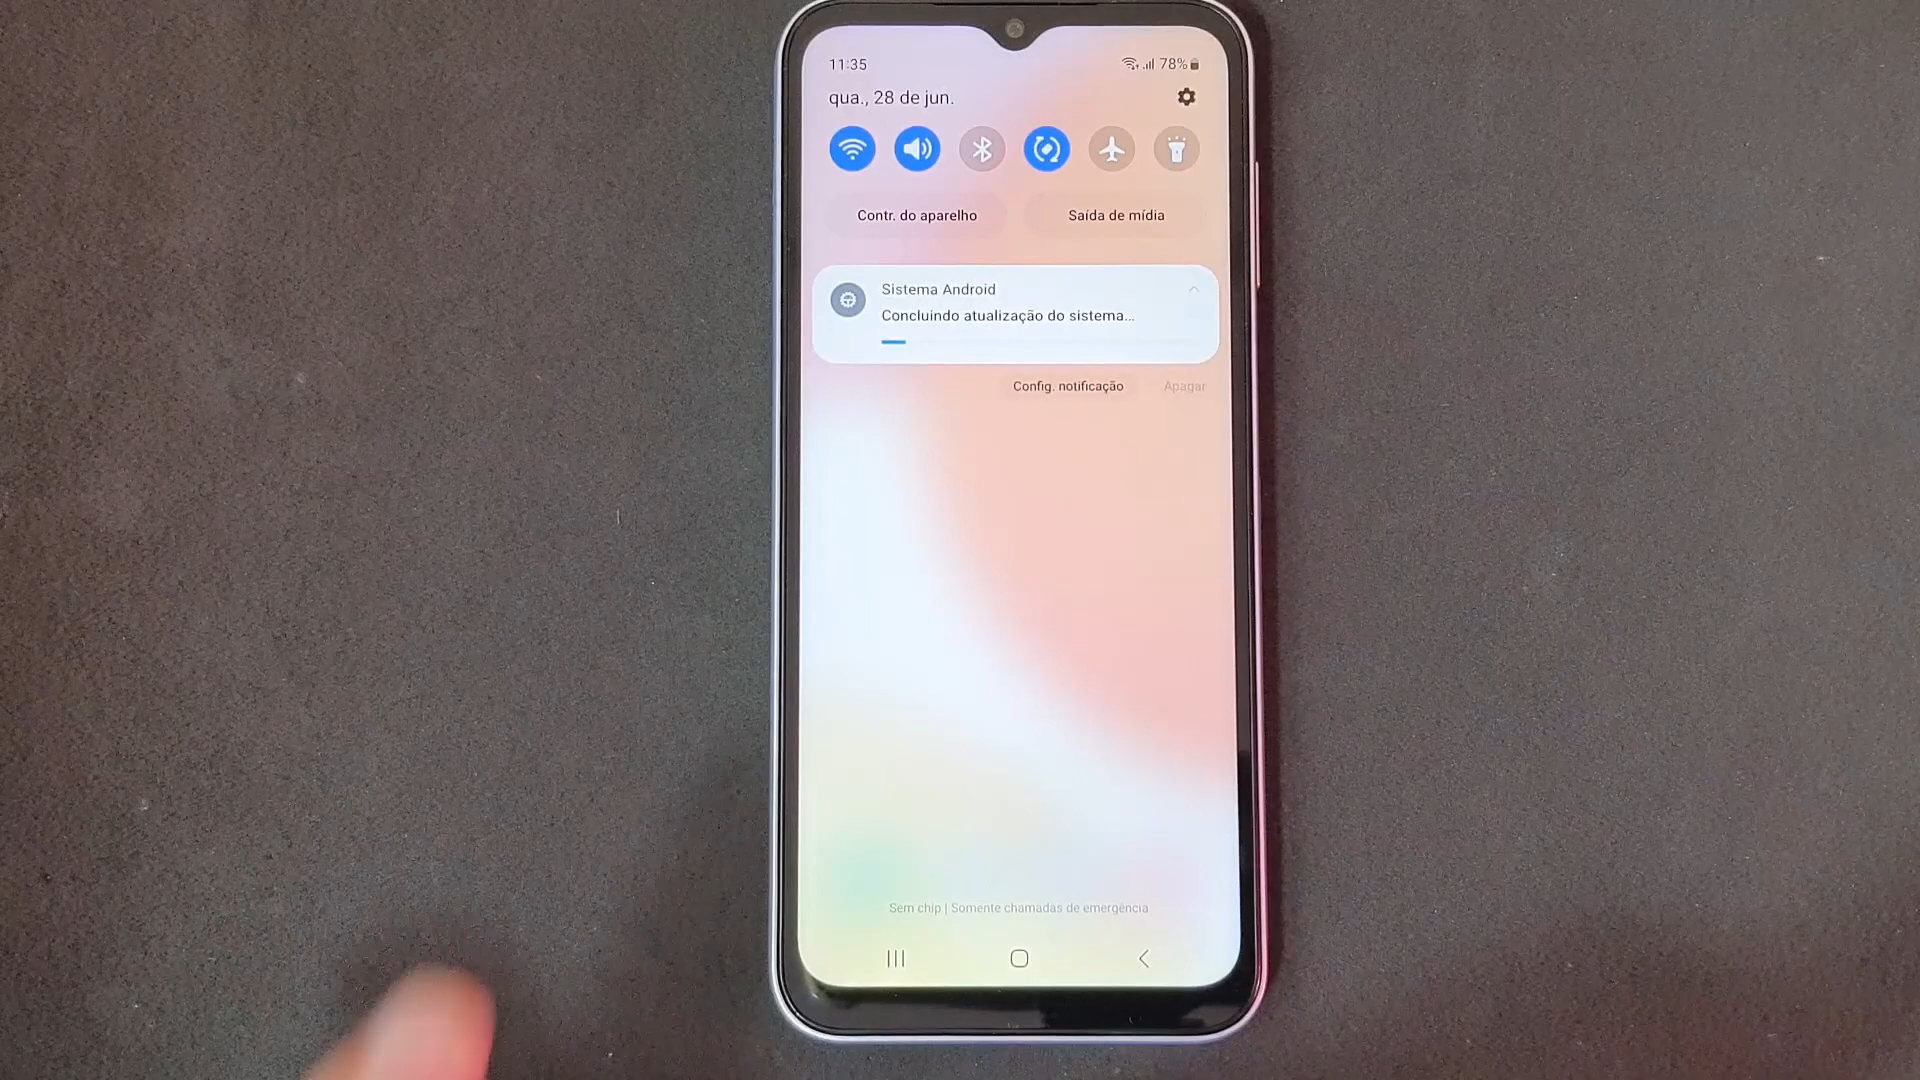 11:35
78%
qua., 28 de jun.
Contr. do aparelho
Saída de mídia
Sistema Android
Concluindo atualização do sistema...
Config. notificação
Apagar
Sem chip | Somente chamadas de emergência